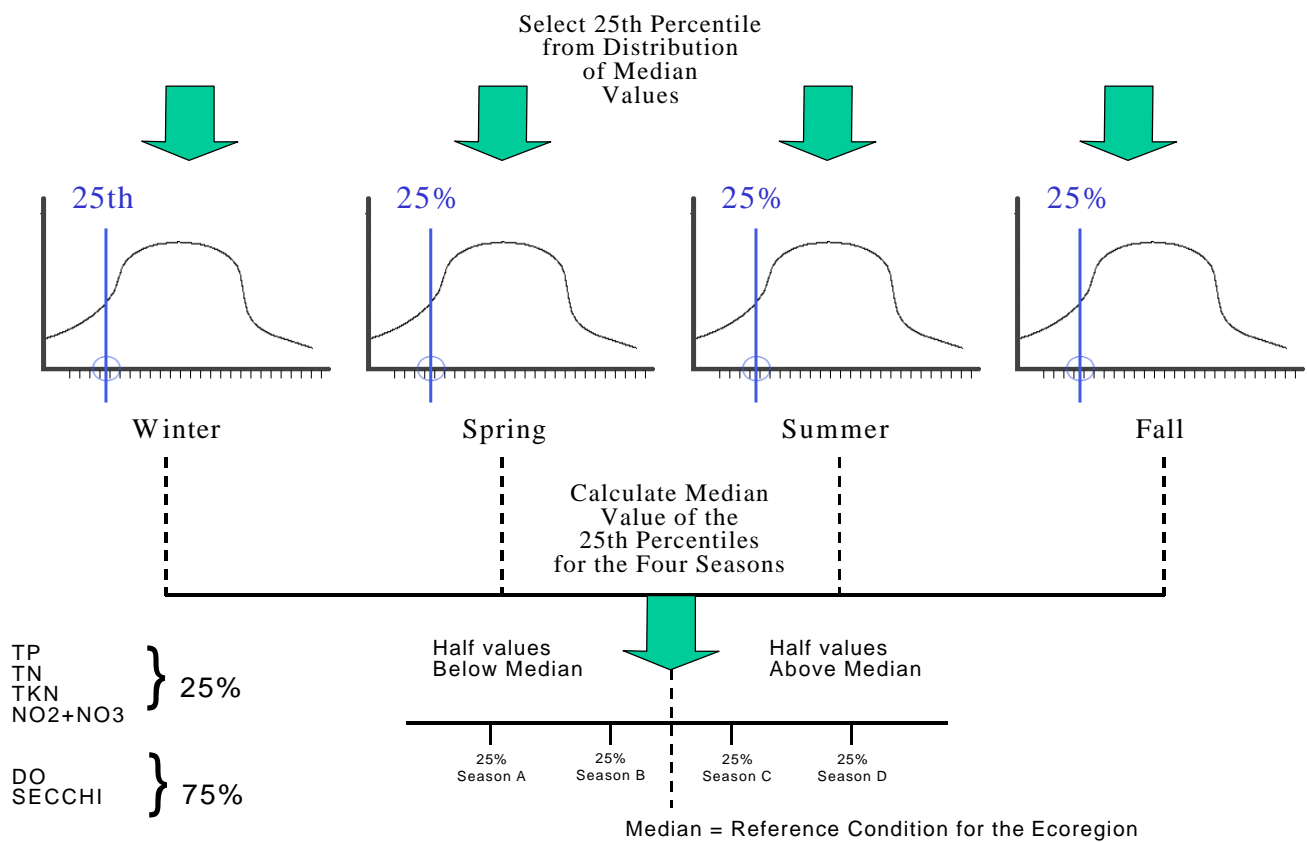 Select 25th Percentile
from Distribution
of Median
Values
25th
25%
25%
25%
Winter
Spring
Summer
Fall
Calculate Median
Value of the
25th Percentiles
for the Four Seasons
TP
TN
TKN
NO2+NO3
} 25%
DO
SECCHI
} 75%
Half values
Below Median
Half values
Above Median
25%
Season A
25%
Season B
25%
Season C
25%
Season D
Median = Reference Condition for the Ecoregion